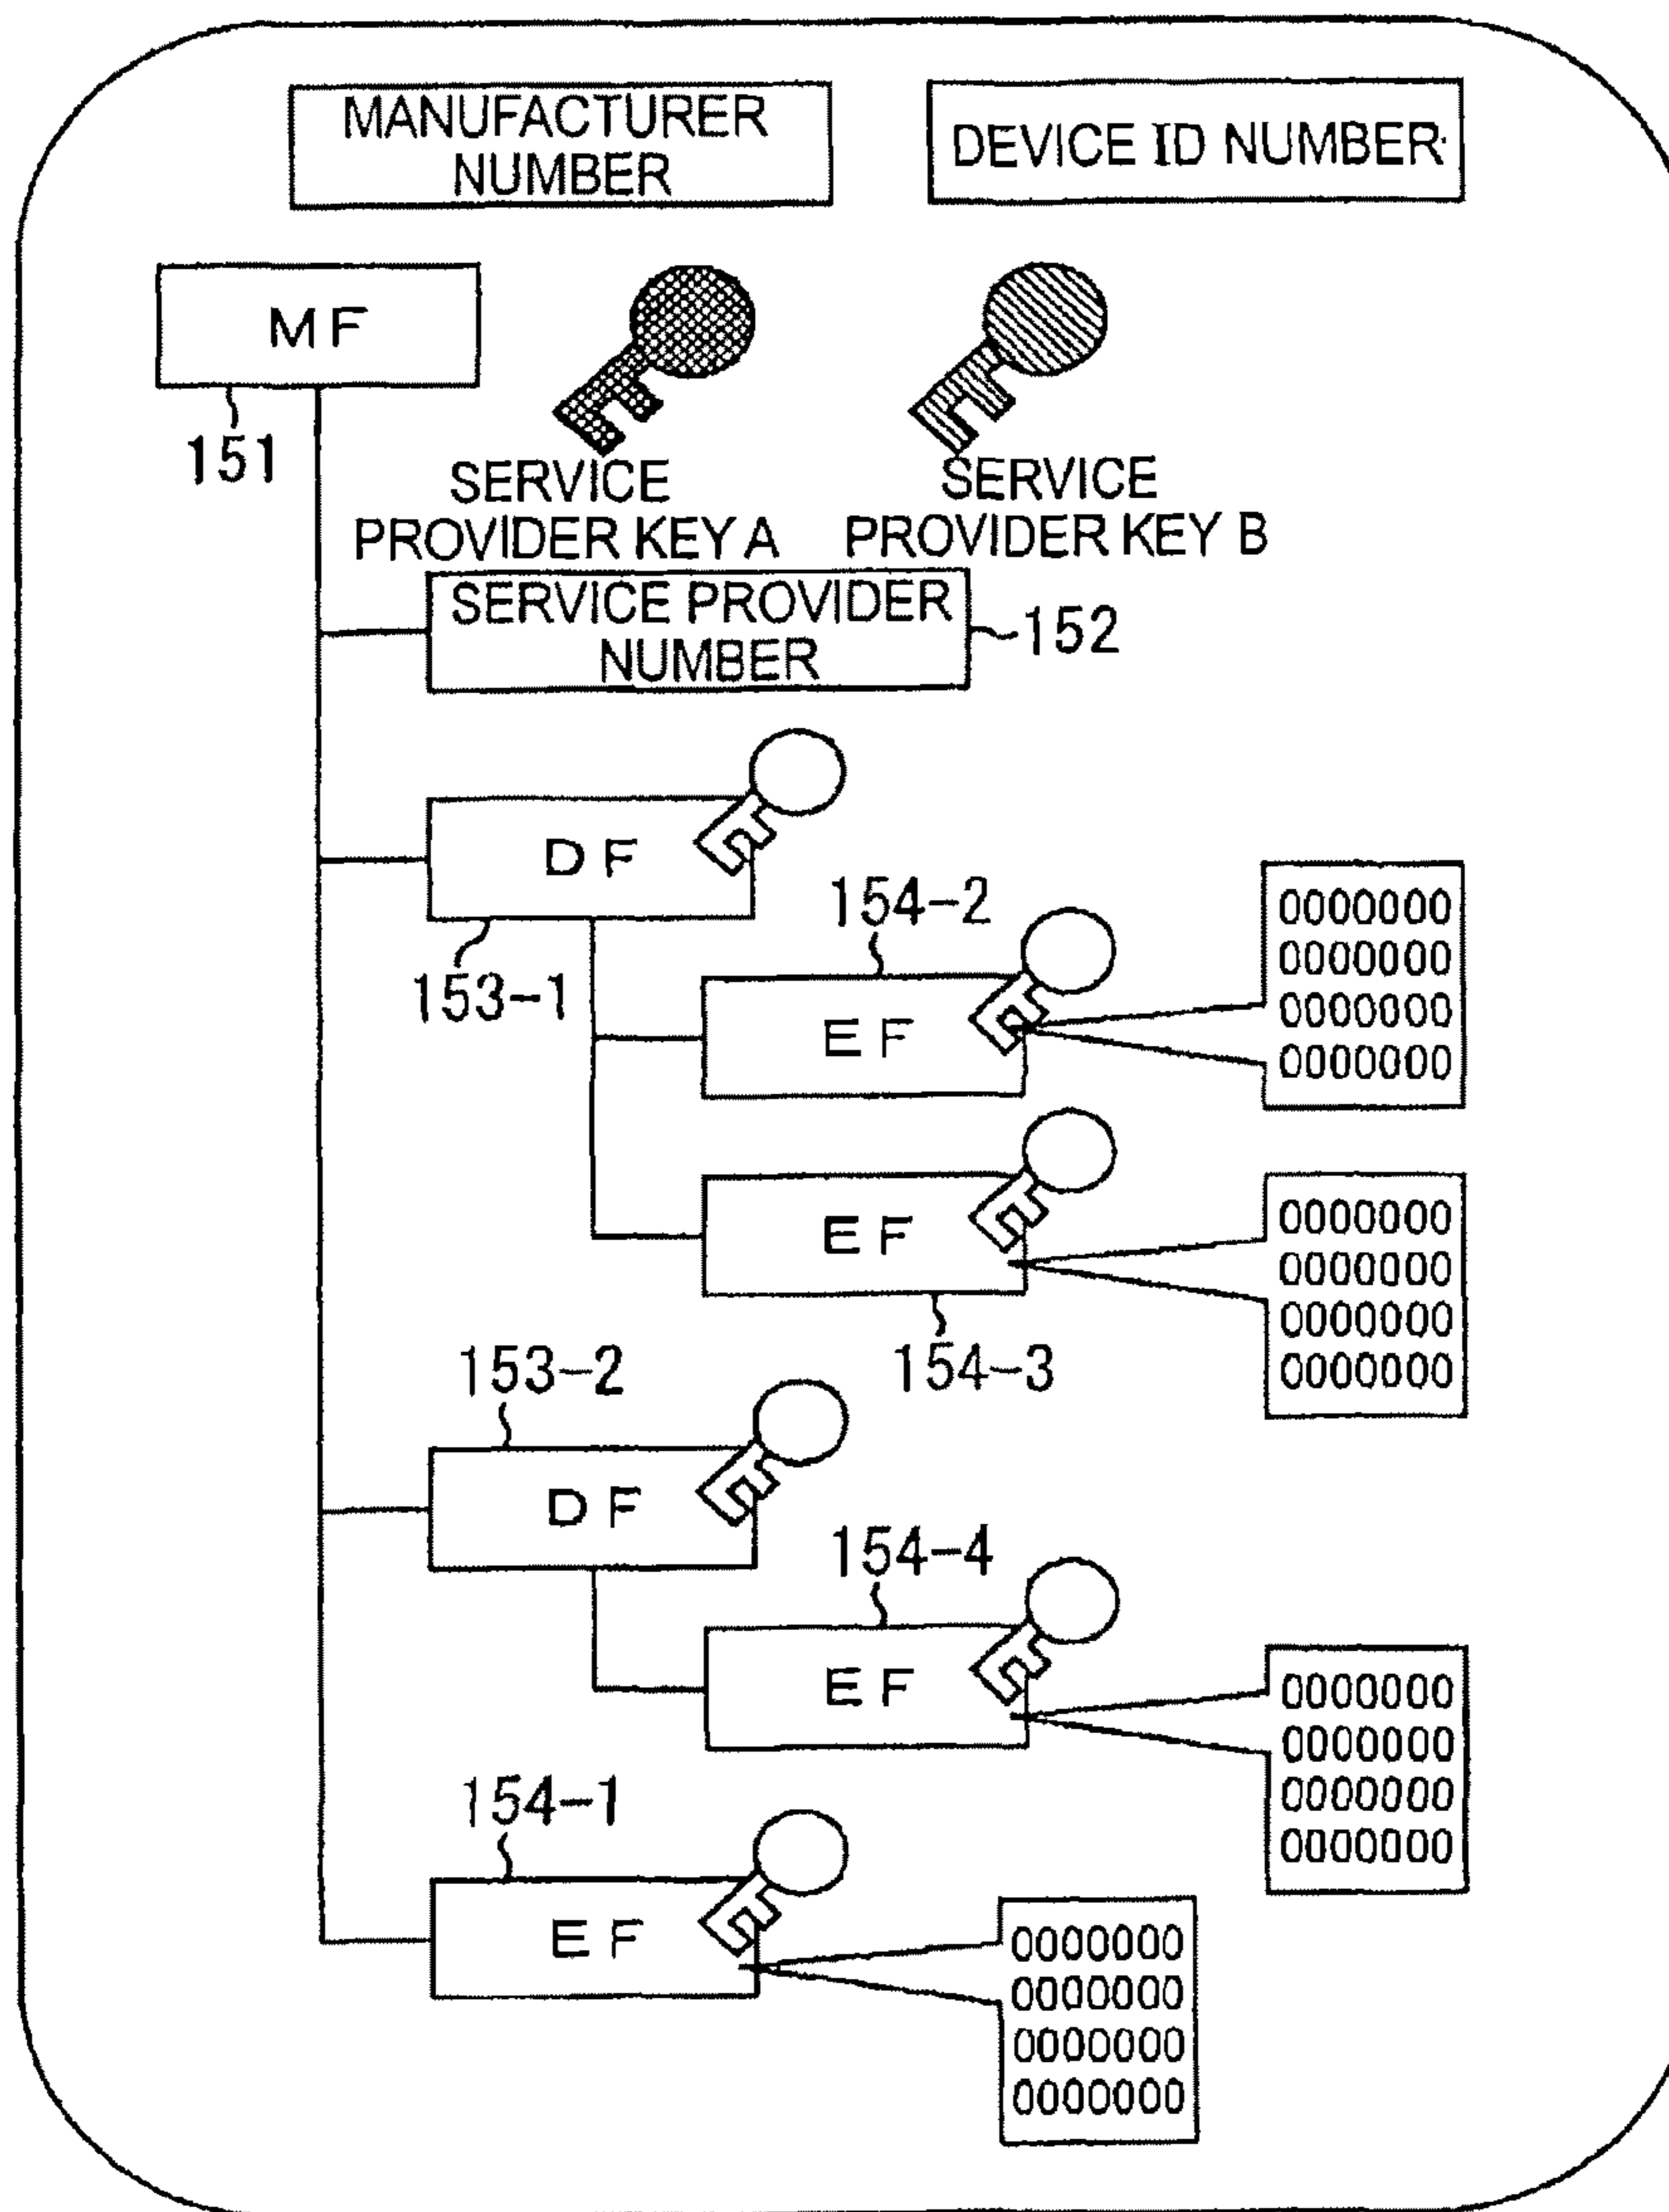 MANUFACTURER
NUMBER
DEVICE ID NUMBER
MF
151
SERVICE
PROVIDER KEY A
SERVICE
PROVIDER KEY B
SERVICE PROVIDER
NUMBER
152
DF
153-1
154-2
EF
0000000
0000000
0000000
0000000
EF
154-3
0000000
0000000
0000000
0000000
153-2
DF
154-4
EF
0000000
0000000
0000000
0000000
154-1
EF
0000000
0000000
0000000
0000000